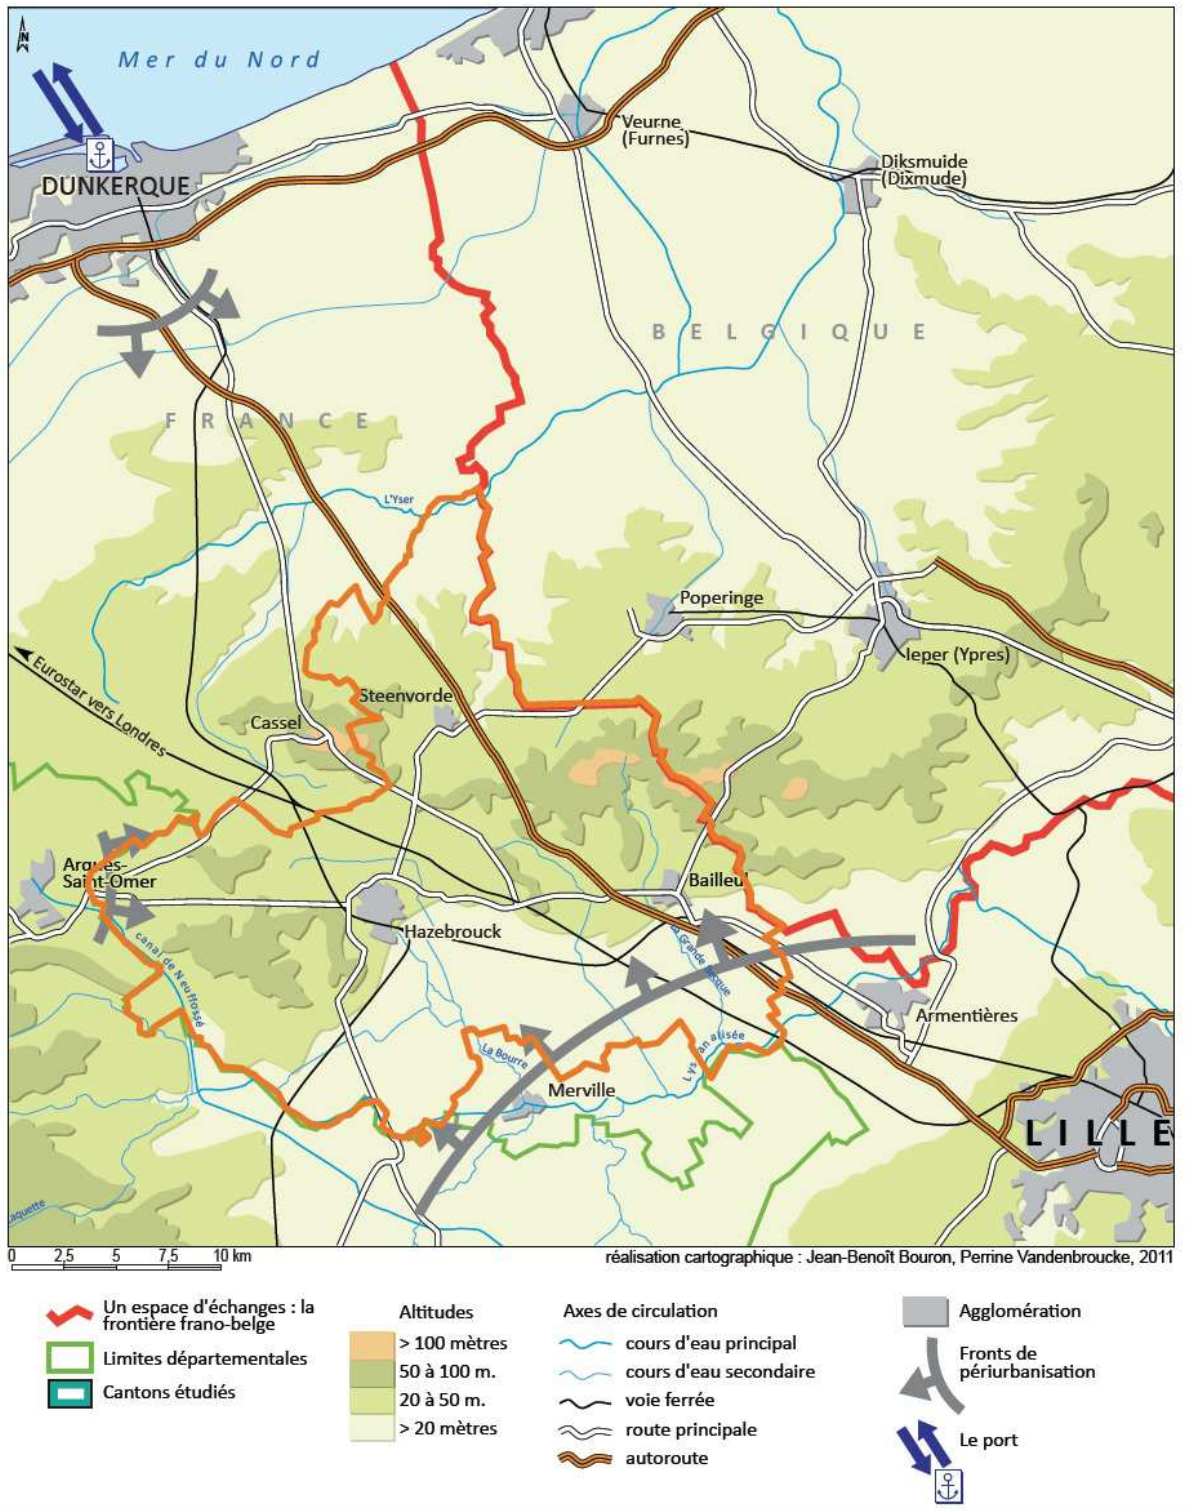 N
Mer du Nord
DUNKERQUE
Veurne
(Furnes)
Diksmuide
(Dixmude)
BELGIQUE
FRANCE
L'Yser
Poperinge
Ieper (Ypres)
Eurostar vers Londres
Steenvorde
Cassel
Arques-
Saint-Omer
Bailleul
Hazebrouck
canal de Neuffossé
La Grande Becque
Armentières
La Bourre
Lys canalisée
Merville
LILLE
Laquette
0 2,5 5 7,5 10 km
réalisation cartographique : Jean-Benoît Bouron, Perrine Vandenbroucke, 2011
Un espace d'échanges : la
frontière frano-belge
Limites départementales
Cantons étudiés
Altitudes
> 100 mètres
50 à 100 m.
20 à 50 m.
> 20 mètres
Axes de circulation
cours d'eau principal
cours d'eau secondaire
voie ferrée
route principale
autoroute
Agglomération
Fronts de
périurbanisation
Le port